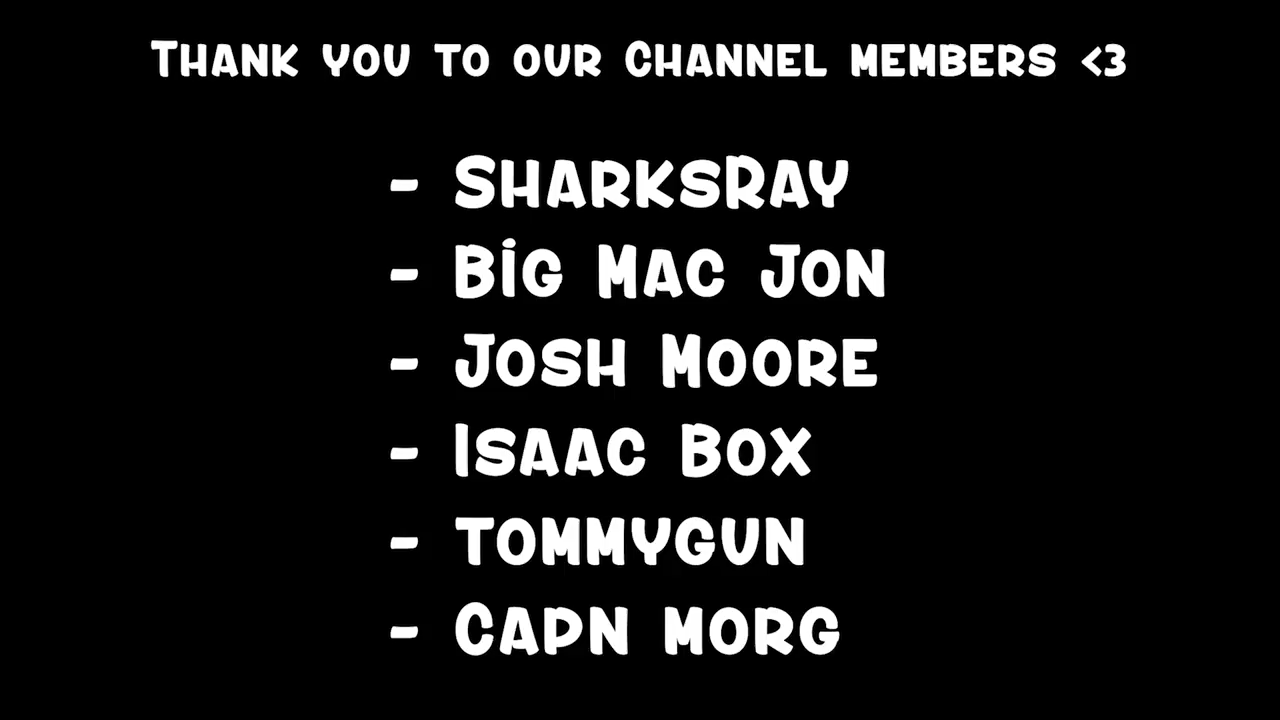 Thank you to our Channel members <3
- SharksRay
- Big Mac Jon
- Josh Moore
- Isaac Box
- tommygun
- Capn morg